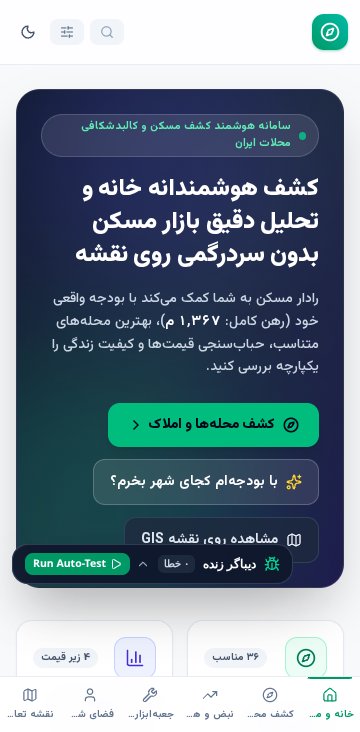 سامانه هوشمند کشف مسکن و کالبدشکافی
محلات ایران
کشف هوشمندانه خانه و
تحلیل دقیق بازار مسکن
بدون سردرگمی روی نقشه
رادار مسکن به شما کمک می‌کند با بودجه واقعی
خود (رهن کامل: ۱,۳۶۷ م)، بهترین محله‌های
متناسب، حباب‌سنجی قیمت‌ها و کیفیت زندگی را
یکپارچه بررسی کنید.
کشف محله‌ها و املاک
با بودجه‌ام کجای شهر بخرم؟
مشاهده روی نقشه GIS
دیباگر زنده
۰ خطا
Run Auto-Test
۳۶ مناسب
۴ زیر قیمت
خانه و م...
کشف مح...
نبض و ه...
جعبه‌ابزار...
فضای ش...
نقشه تعا...